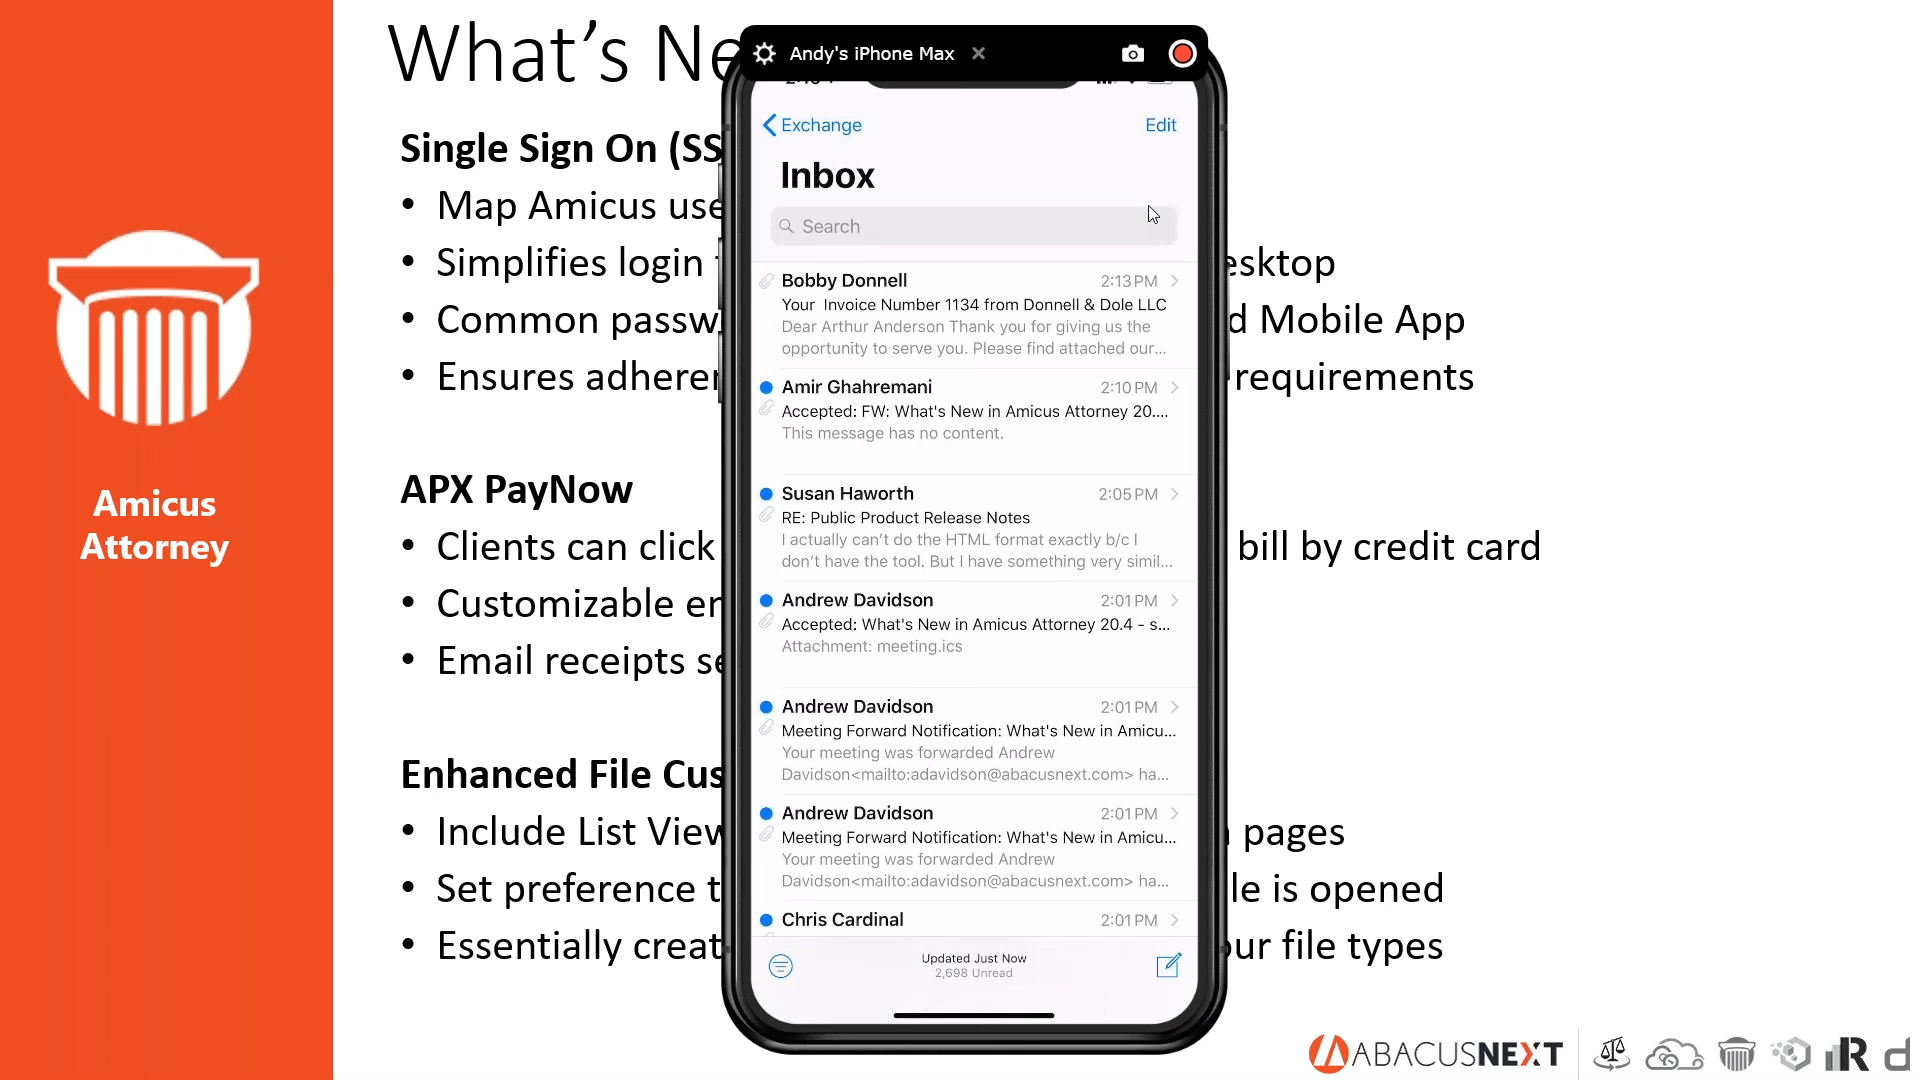 What's Ne
Single Sign On (SS
• Map Amicus use
• Simplifies login
esktop
• Common passw
d Mobile App
• Ensures adherer
requirements
APX PayNow
• Clients can click
bill by credit card
• Customizable en
• Email receipts se
Enhanced File Cus
• Include List View
pages
• Set preference t
le is opened
• Essentially creat
our file types
Amicus
Attorney
Andy's iPhone Max
Exchange
Edit
Inbox
Search
Bobby Donnell 2:13 PM
Your  Invoice Number 1134 from Donnell & Dole LLC
Dear Arthur Anderson Thank you for giving us the
opportunity to serve you. Please find attached our...
Amir Ghahremani 2:10 PM
Accepted: FW: What's New in Amicus Attorney 20....
This message has no content.
Susan Haworth 2:05 PM
RE: Public Product Release Notes
I actually can't do the HTML format exactly b/c I
don't have the tool. But I have something very simil...
Andrew Davidson 2:01 PM
Accepted: What's New in Amicus Attorney 20.4 - s...
Attachment: meeting.ics
Andrew Davidson 2:01 PM
Meeting Forward Notification: What's New in Amicu...
Your meeting was forwarded Andrew
Davidson<mailto:adavidson@abacusnext.com> ha...
Andrew Davidson 2:01 PM
Meeting Forward Notification: What's New in Amicu...
Your meeting was forwarded Andrew
Davidson<mailto:adavidson@abacusnext.com> ha...
Chris Cardinal 2:01 PM
Updated Just Now
2,698 Unread
ABACUSNEXT